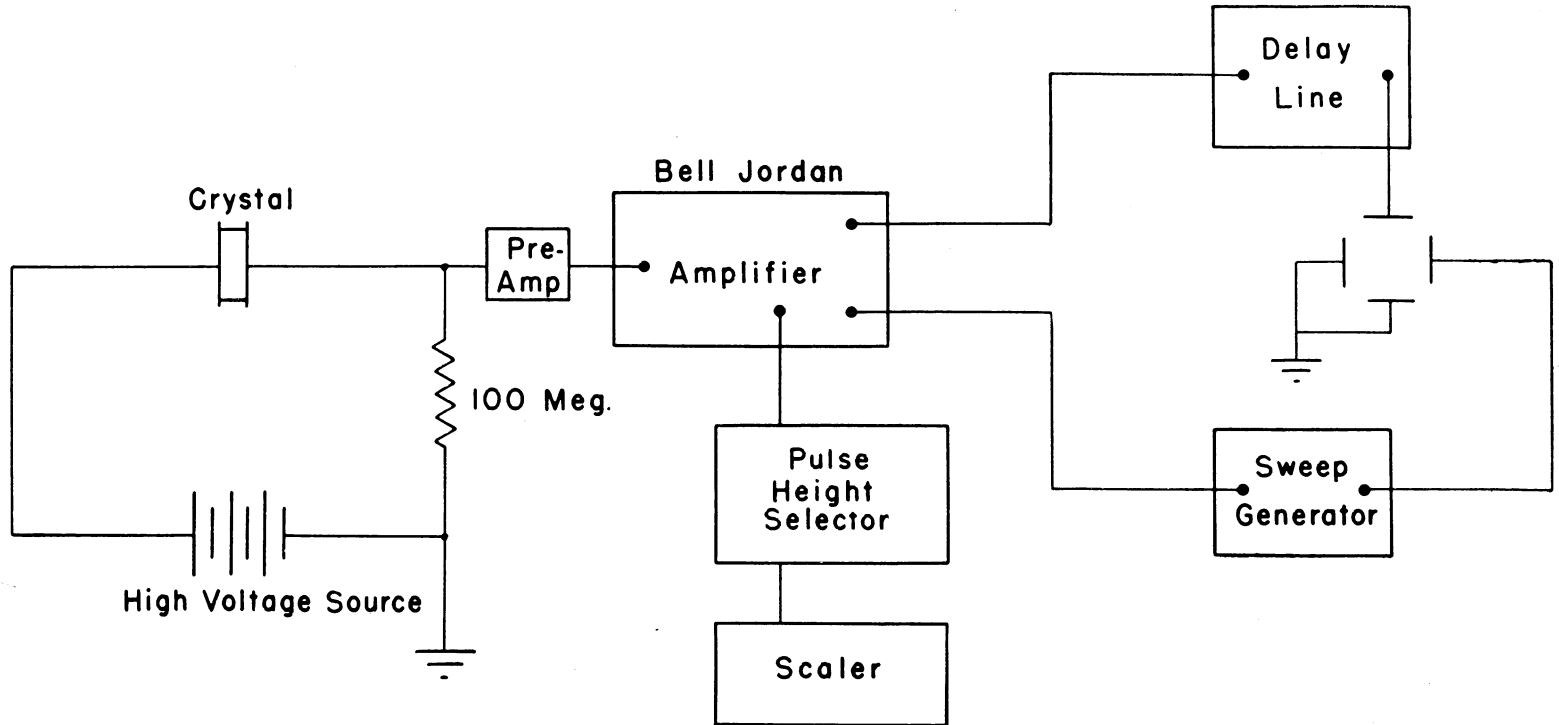 Delay
Line
Bell Jordan
Crystal
Pre-
Amp
Amplifier
100 Meg.
Pulse
Height
Selector
Sweep
Generator
High Voltage Source
Scaler